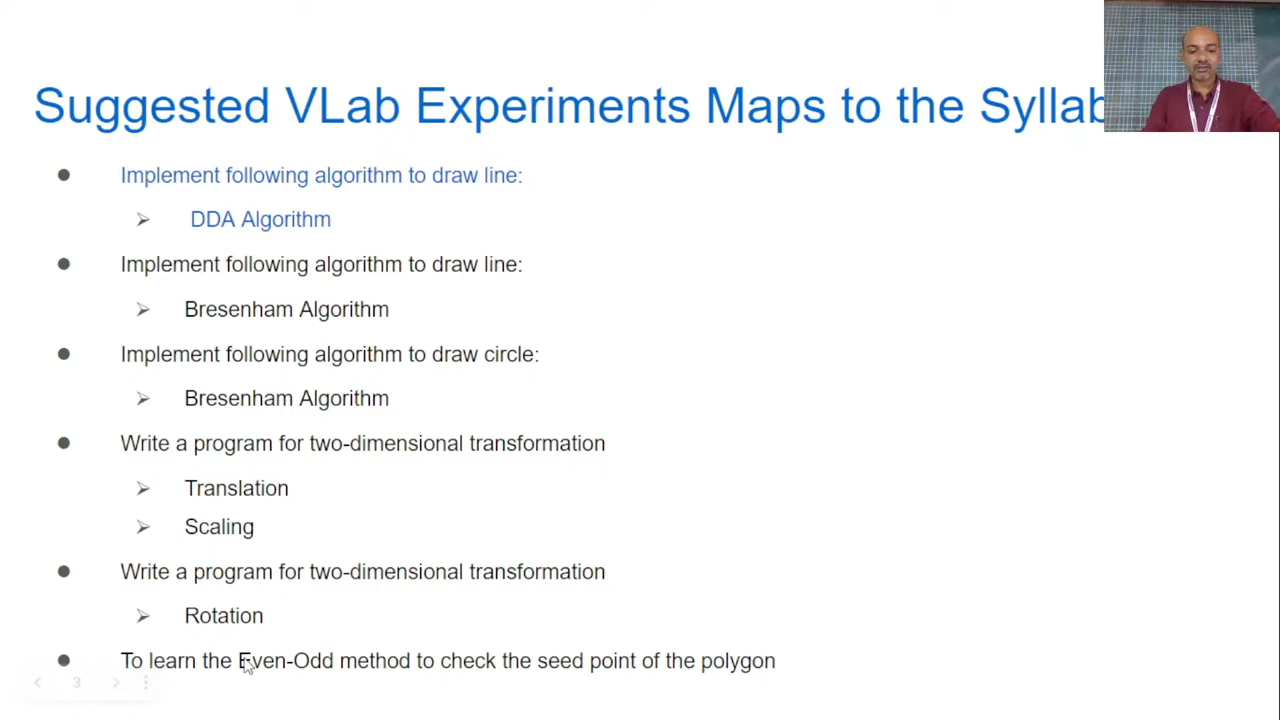 Suggested VLab Experiments Maps to the Syllab
Implement following algorithm to draw line:
DDA Algorithm
Implement following algorithm to draw line:
Bresenham Algorithm
Implement following algorithm to draw circle:
Bresenham Algorithm
Write a program for two-dimensional transformation
Translation
Scaling
Write a program for two-dimensional transformation
Rotation
To learn the Even-Odd method to check the seed point of the polygon
3